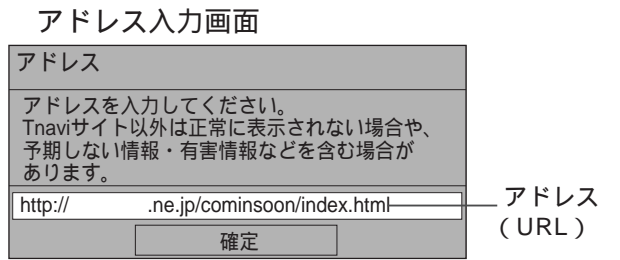 アドレス入力画面
アドレス
アドレスを入力してください。
Tnaviサイト以外は正常に表示されない場合や、
予期しない情報・有害情報などを含む場合が
あります。
http://　　　.ne.jp/cominsoon/index.html
アドレス
(URL)
確定